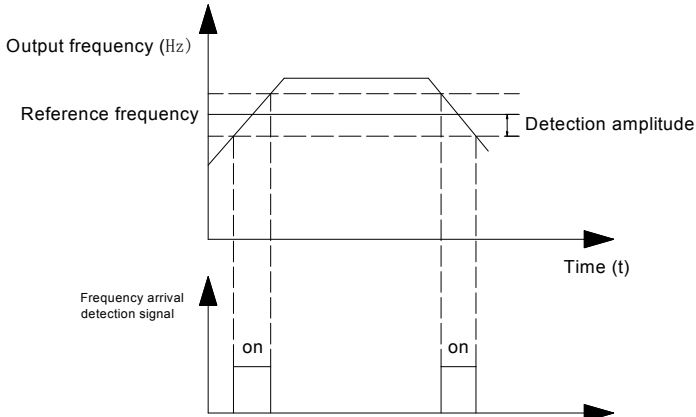 Output frequency (Hz)
Reference frequency
Detection amplitude
Time (t)
Frequency arrival
detection signal
on
on